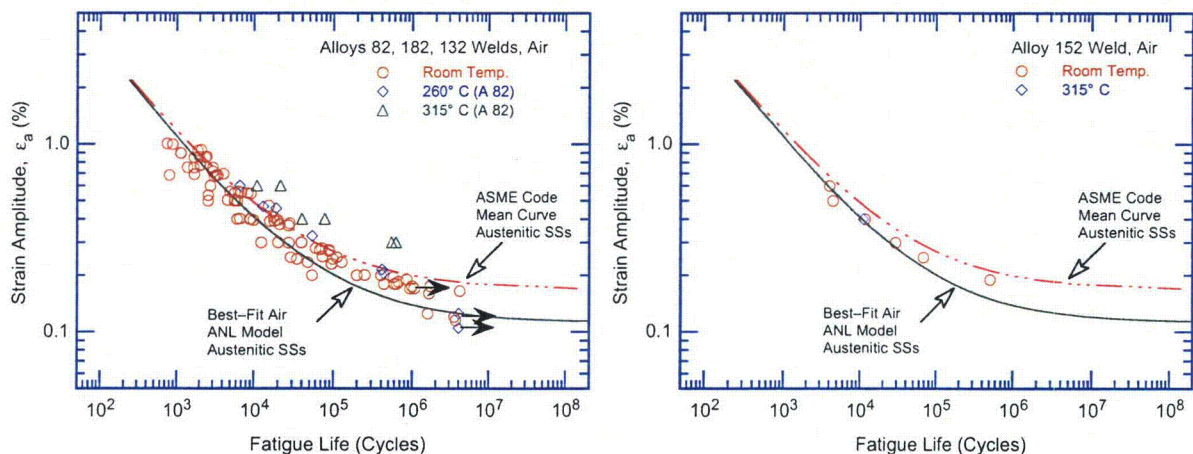 Alloys 82, 182, 132 Welds, Air
Room Temp.
260° C (A 82)
315° C (A 82)
ASME Code
Mean Curve
Austenitic SSs
Best–Fit Air
ANL Model
Austenitic SSs
1.0
0.1
Strain Amplitude, εa (%)
10² 10³ 10⁴ 10⁵ 10⁶ 10⁷ 10⁸
Fatigue Life (Cycles)
Alloy 152 Weld, Air
Room Temp.
315° C
ASME Code
Mean Curve
Austenitic SSs
Best–Fit Air
ANL Model
Austenitic SSs
1.0
0.1
Strain Amplitude, εa (%)
10² 10³ 10⁴ 10⁵ 10⁶ 10⁷ 10⁸
Fatigue Life (Cycles)